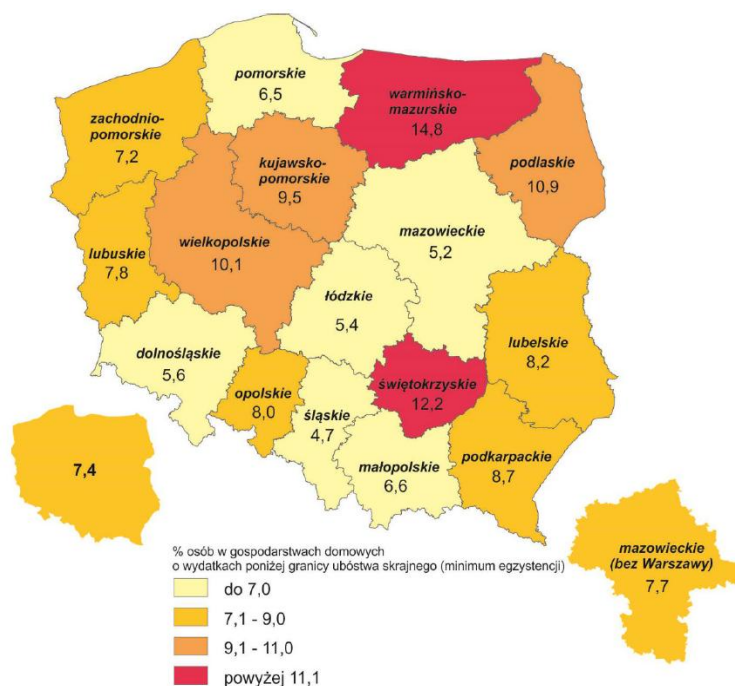 pomorskie
6,5
warmińsko-
mazurskie
14,8
zachodnio-
pomorskie
7,2
kujawsko-
pomorskie
9,5
podlaskie
10,9
mazowieckie
5,2
wielkopolskie
10,1
lubuskie
7,8
łódzkie
5,4
dolnośląskie
5,6
lubelskie
8,2
świętokrzyskie
12,2
opolskie
8,0
śląskie
4,7
małopolskie
6,6
podkarpackie
8,7
7,4
mazowieckie
(bez Warszawy)
7,7
% osób w gospodarstwach domowych
o wydatkach poniżej granicy ubóstwa skrajnego (minimum egzystencji)
do 7,0
7,1 - 9,0
9,1 - 11,0
powyżej 11,1